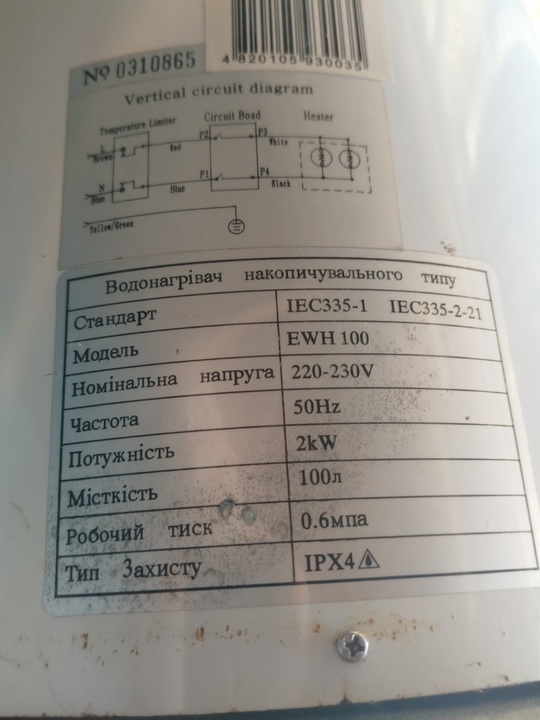 4 820105 930035
№ 0310865
Vertical circuit diagram
Temperature Limiter Circuit Boad Heater
L Brown Red P2 P3 White
N Blue Blue P1 P4 Black
Yellow/Green
Водонагрівач накопичувального типу
Стандарт IEC335-1 IEC335-2-21
Модель EWH 100
Номінальна напруга 220-230V
Частота 50Hz
Потужність 2kW
Місткість 100л
Робочий тиск 0.6мпа
Тип Захисту IPX4